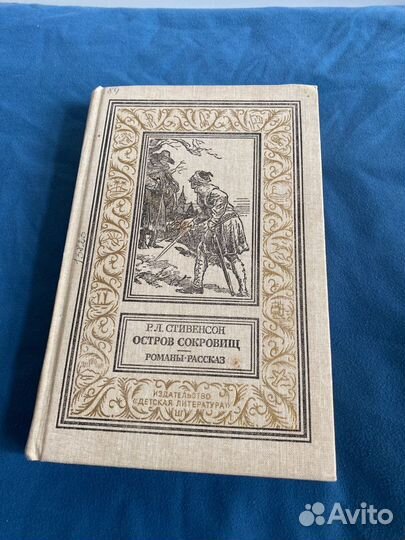 Р.Л. СТИВЕНСОН
ОСТРОВ СОКРОВИЩ
РОМАНЫ·РАССКАЗ
ИЗДАТЕЛЬСТВО
«ДЕТСКАЯ ЛИТЕРАТУРА»
Avito